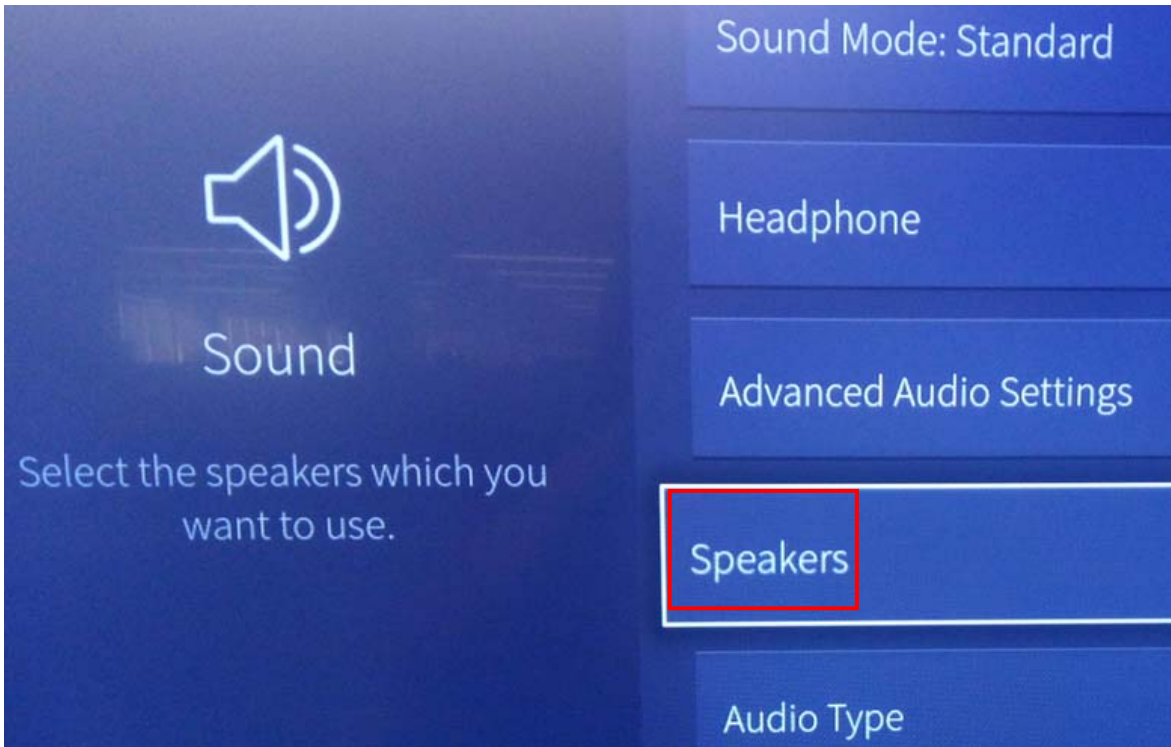 Sound
Select the speakers which you
want to use.
Sound Mode: Standard
Headphone
Advanced Audio Settings
Speakers
Audio Type